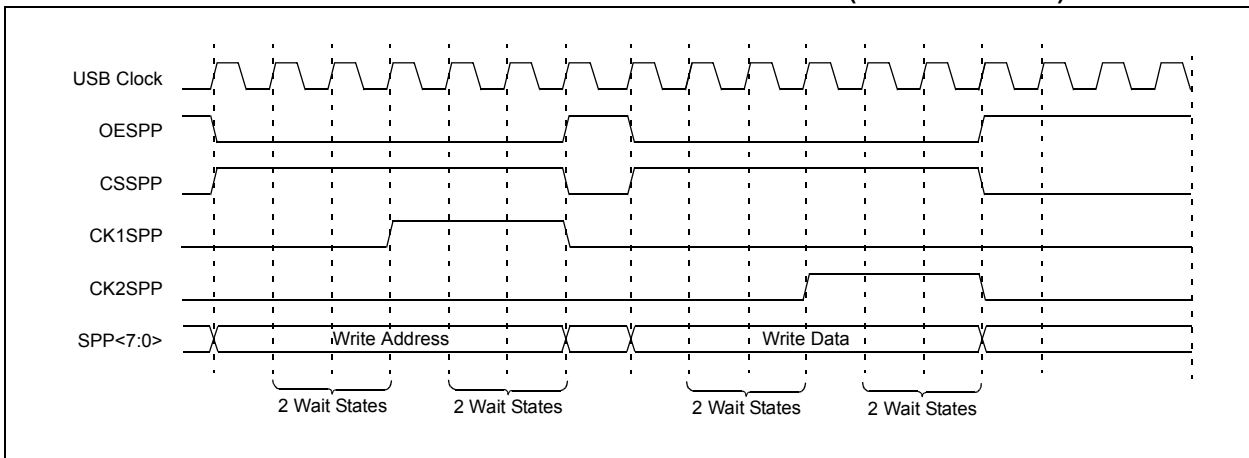 USB Clock
OESPP
CSSPP
CK1SPP
CK2SPP
SPP<7:0>
Write Address
Write Data
2 Wait States
2 Wait States
2 Wait States
2 Wait States